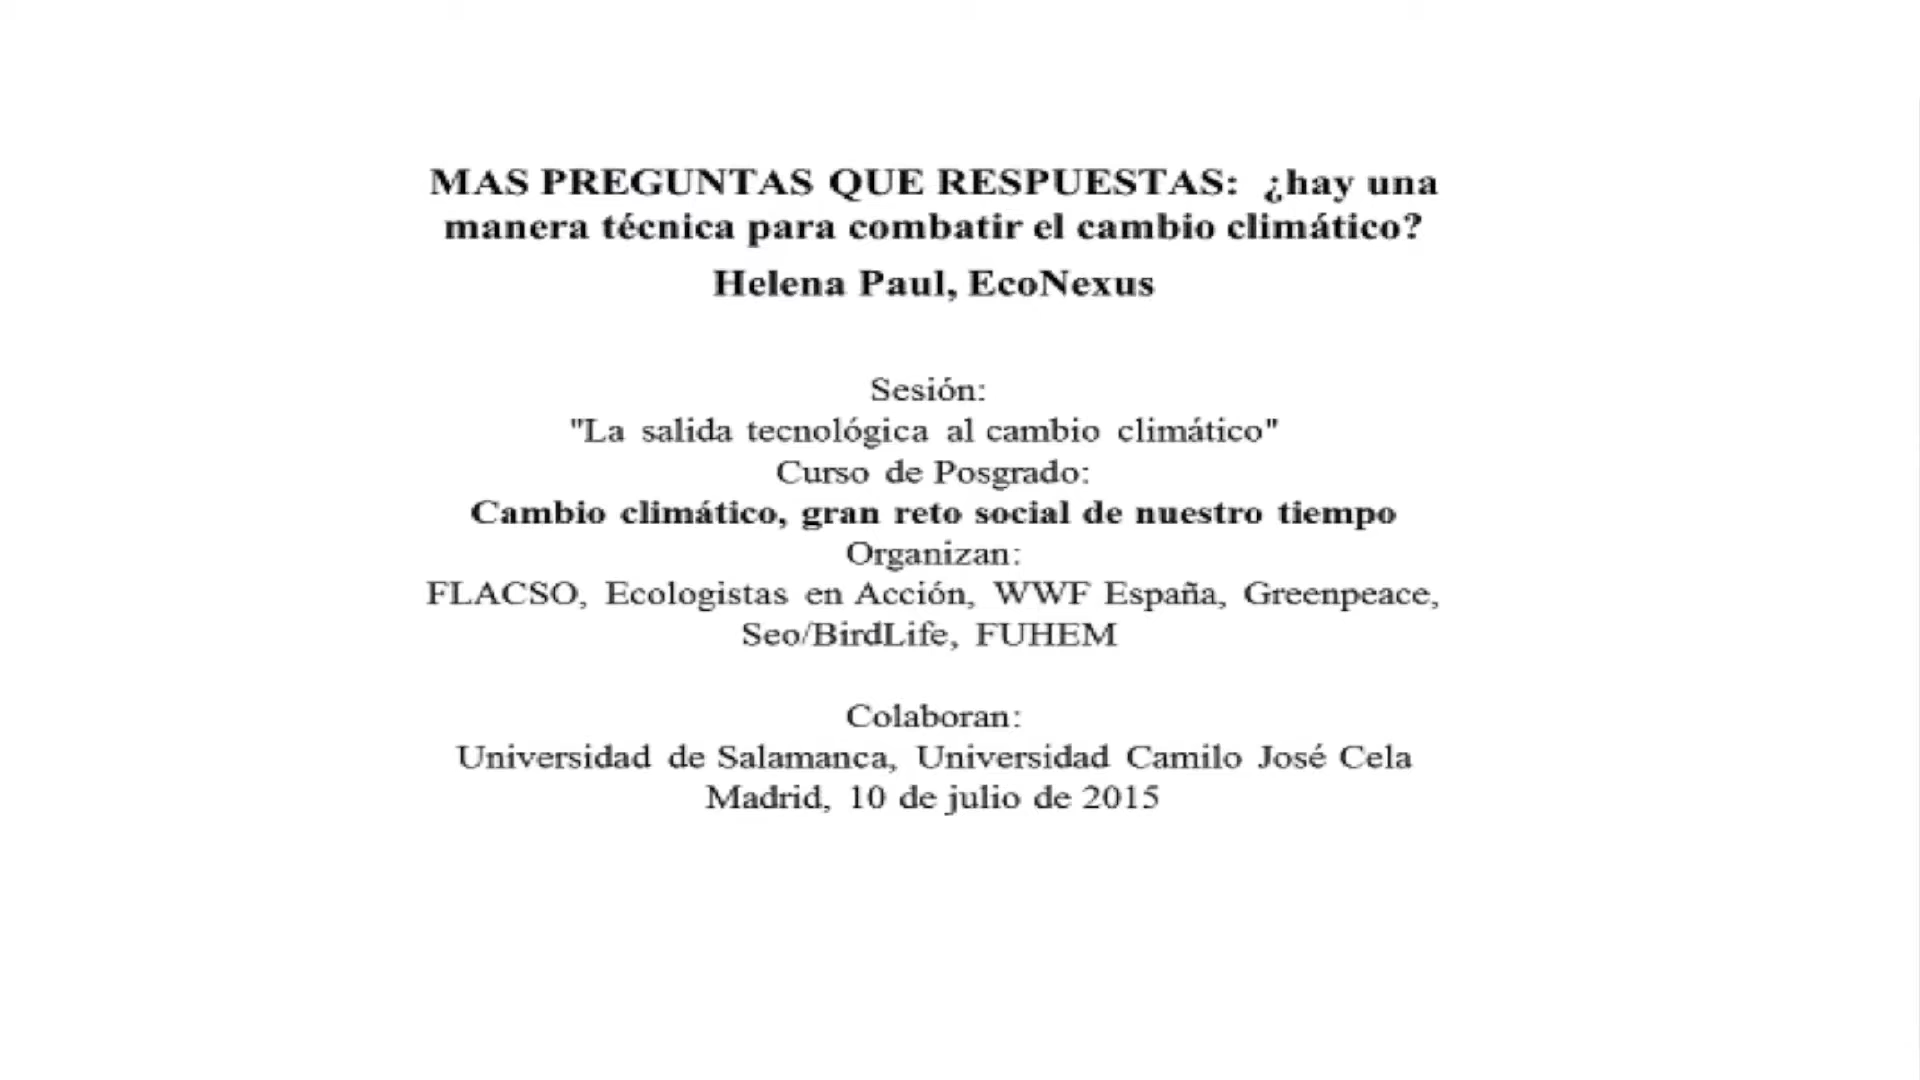 MAS PREGUNTAS QUE RESPUESTAS: ¿hay una
manera técnica para combatir el cambio climático?
Helena Paul, EcoNexus
Sesión:
"La salida tecnológica al cambio climático"
Curso de Posgrado:
Cambio climático, gran reto social de nuestro tiempo
Organizan:
FLACSO, Ecologistas en Acción, WWF España, Greenpeace,
Seo/BirdLife, FUHEM
Colaboran:
Universidad de Salamanca, Universidad Camilo José Cela
Madrid, 10 de julio de 2015